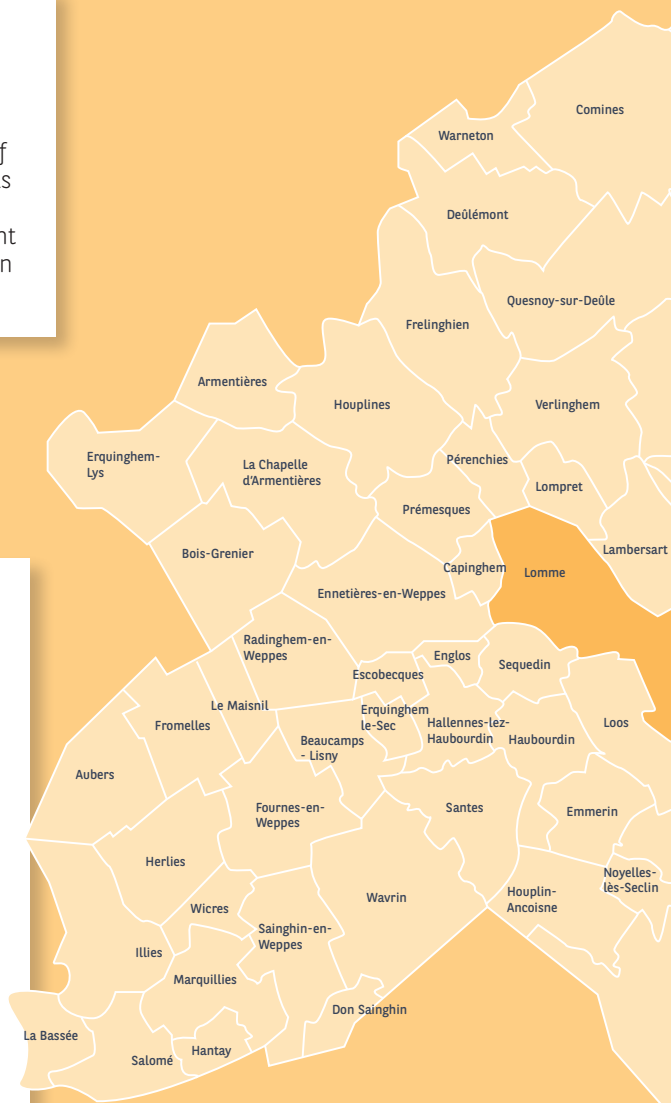 f
s
nt
n
Comines
Warneton
Deûlémont
Quesnoy-sur-Deûle
Frelinghien
Armentières
Houplines
Verlinghem
Erquinghem-
Lys
La Chapelle
d'Armentières
Pérenchies
Lompret
Prémesques
Bois-Grenier
Lambersart
Capinghem
Lomme
Ennetières-en-Weppes
Radinghem-en-
Weppes
Englos
Sequedin
Escobecques
Le Maisnil
Erquinghem
le-Sec
Hallennes-lez-
Haubourdin
Haubourdin
Loos
Fromelles
Beaucamps
- Lisny
Aubers
Fournes-en-
Weppes
Santes
Emmerin
Herlies
Noyelles-
lès-Seclin
Wavrin
Houplin-
Ancoisne
Wicres
Sainghin-en-
Weppes
Illies
Marquillies
Don Sainghin
La Bassée
Hantay
Salomé